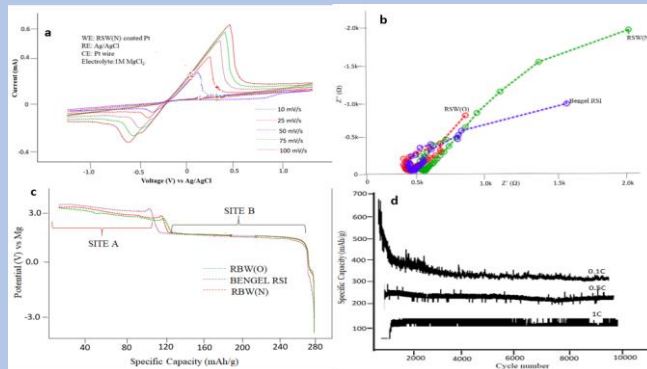 a
WE: RSW(N) coated Pt
RE: Ag/AgCl
CE: Pt wire
Electrolyte:1M MgCl2
Current (mA)
0.6
0.3
0
0.4
-1.0
0.0
0.5
1.0
Voltage (V) vs Ag/AgCl
10 mV/s
25 mV/s
50 mV/s
75 mV/s
100 mV/s
b
Z'' (Ω)
-2.0k
-1.0k
-0.5k
0
0
0.5k
1.0k
1.5k
2.0k
Z' (Ω)
RSW(N)
RSW(O)
Bengel RSI
c
Potential (V) vs Mg
3.0
0.0
-3.0
SITE A
SITE B
RBW(O)
BENGEL RSI
RBW(N)
40
80
120
160
200
240
280
Specific Capacity (mAh/g)
d
Specific Capacity (mAh/g)
700
600
500
400
300
200
100
0.1C
1C
2000
4000
6000
8000
10000
Cycle number